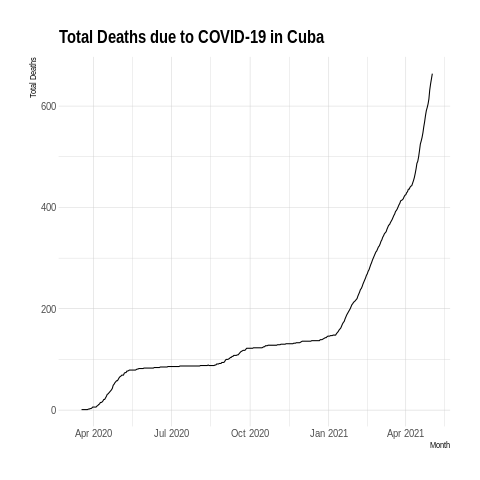 Total Deaths due to COVID-19 in Cuba
Total Deaths
600
400
200
0
Apr 2020 Jul 2020 Oct 2020 Jan 2021 Apr 2021
Month